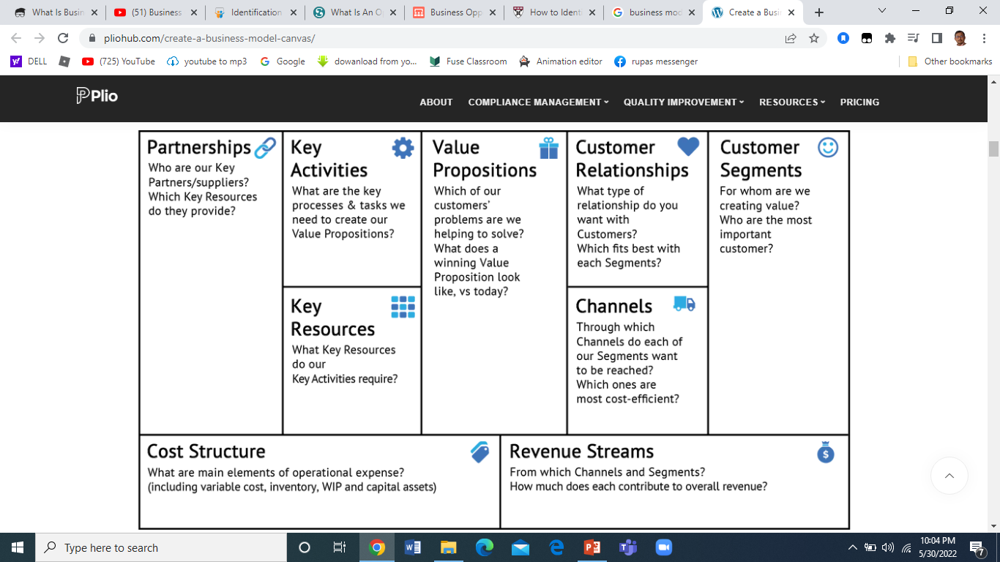 What Is Busin
(51) Business
Identification
What Is An O
Business Opp
How to Ident
business mod
Create a Busi
pliohub.com/create-a-business-model-canvas/
DELL
(725) YouTube
youtube to mp3
Google
dowanload from yo...
Fuse Classroom
Animation editor
rupas messenger
Other bookmarks
Plio
ABOUT
COMPLIANCE MANAGEMENT
QUALITY IMPROVEMENT
RESOURCES
PRICING
Partnerships
Who are our Key
Partners/suppliers?
Which Key Resources
do they provide?
Key
Activities
What are the key
processes & tasks we
need to create our
Value Propositions?
Key
Resources
What Key Resources
do our
Key Activities require?
Value
Propositions
Which of our
customers’
problems are we
helping to solve?
What does a
winning Value
Proposition look
like, vs today?
Customer
Relationships
What type of
relationship do you
want with
Customers?
Which fits best with
each Segments?
Channels
Through which
Channels do each of
our Segments want
to be reached?
Which ones are
most cost-efficient?
Customer
Segments
For whom are we
creating value?
Who are the most
important
customer?
Cost Structure
What are main elements of operational expense?
(including variable cost, inventory, WIP and capital assets)
Revenue Streams
From which Channels and Segments?
How much does each contribute to overall revenue?
Type here to search
10:04 PM
5/30/2022
7